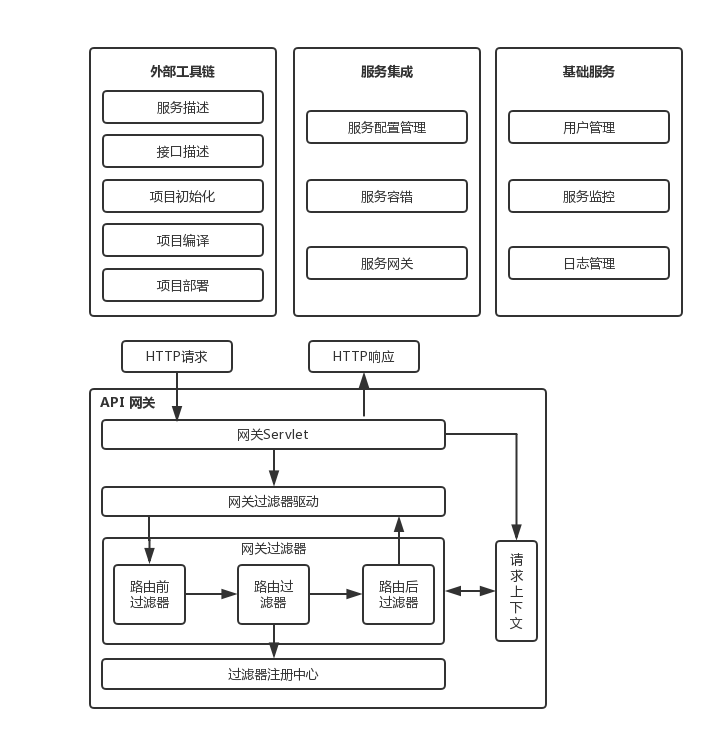 外部工具链
服务描述
接口描述
项目初始化
项目编译
项目部署
服务集成
服务配置管理
服务容错
服务网关
基础服务
用户管理
服务监控
日志管理
HTTP请求
HTTP响应
API 网关
网关Servlet
网关过滤器驱动
网关过滤器
路由前
过滤器
路由过
滤器
路由后
过滤器
请
求
上
下
文
过滤器注册中心